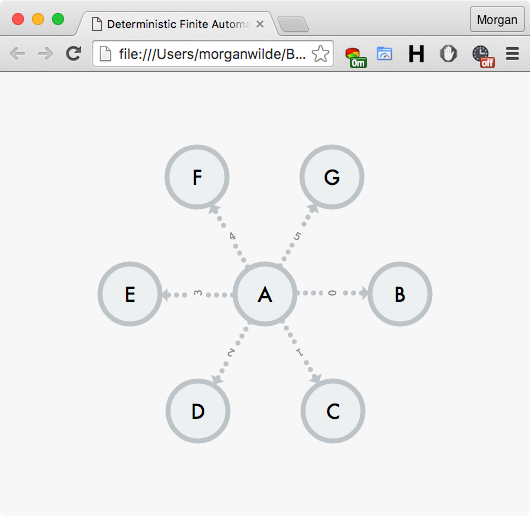 Deterministic Finite Automa
Morgan
file:///Users/morganwilde/B...
0m
H
off
F
G
4
5
E
3
A
0
B
2
1
D
C